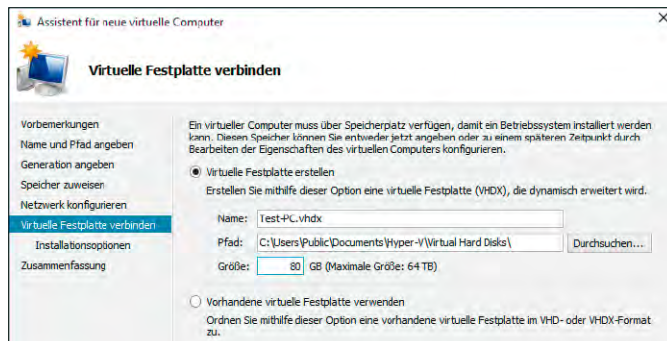 Assistent für neue virtuelle Computer
Virtuelle Festplatte verbinden
Vorbemerkungen
Name und Pfad angeben
Generation angeben
Speicher zuweisen
Netzwerk konfigurieren
Virtuelle Festplatte verbinden
Installationsoptionen
Zusammenfassung
Ein virtueller Computer muss über Speicherplatz verfügen, damit ein Betriebssystem installiert werden
kann. Diesen Speicher können Sie entweder jetzt angeben oder zu einem späteren Zeitpunkt durch
Bearbeiten der Eigenschaften des virtuellen Computers konfigurieren.
Virtuelle Festplatte erstellen
Erstellen Sie mithilfe dieser Option eine virtuelle Festplatte (VHDX), die dynamisch erweitert wird.
Name: Test-PC.vhdx
Pfad: C:\Users\Public\Documents\Hyper-V\Virtual Hard Disks\ Durchsuchen...
Größe: 80 GB (Maximale Größe: 64 TB)
Vorhandene virtuelle Festplatte verwenden
Ordnen Sie mithilfe dieser Option eine vorhandene virtuelle Festplatte im VHD- oder VHDX-Format
zu.